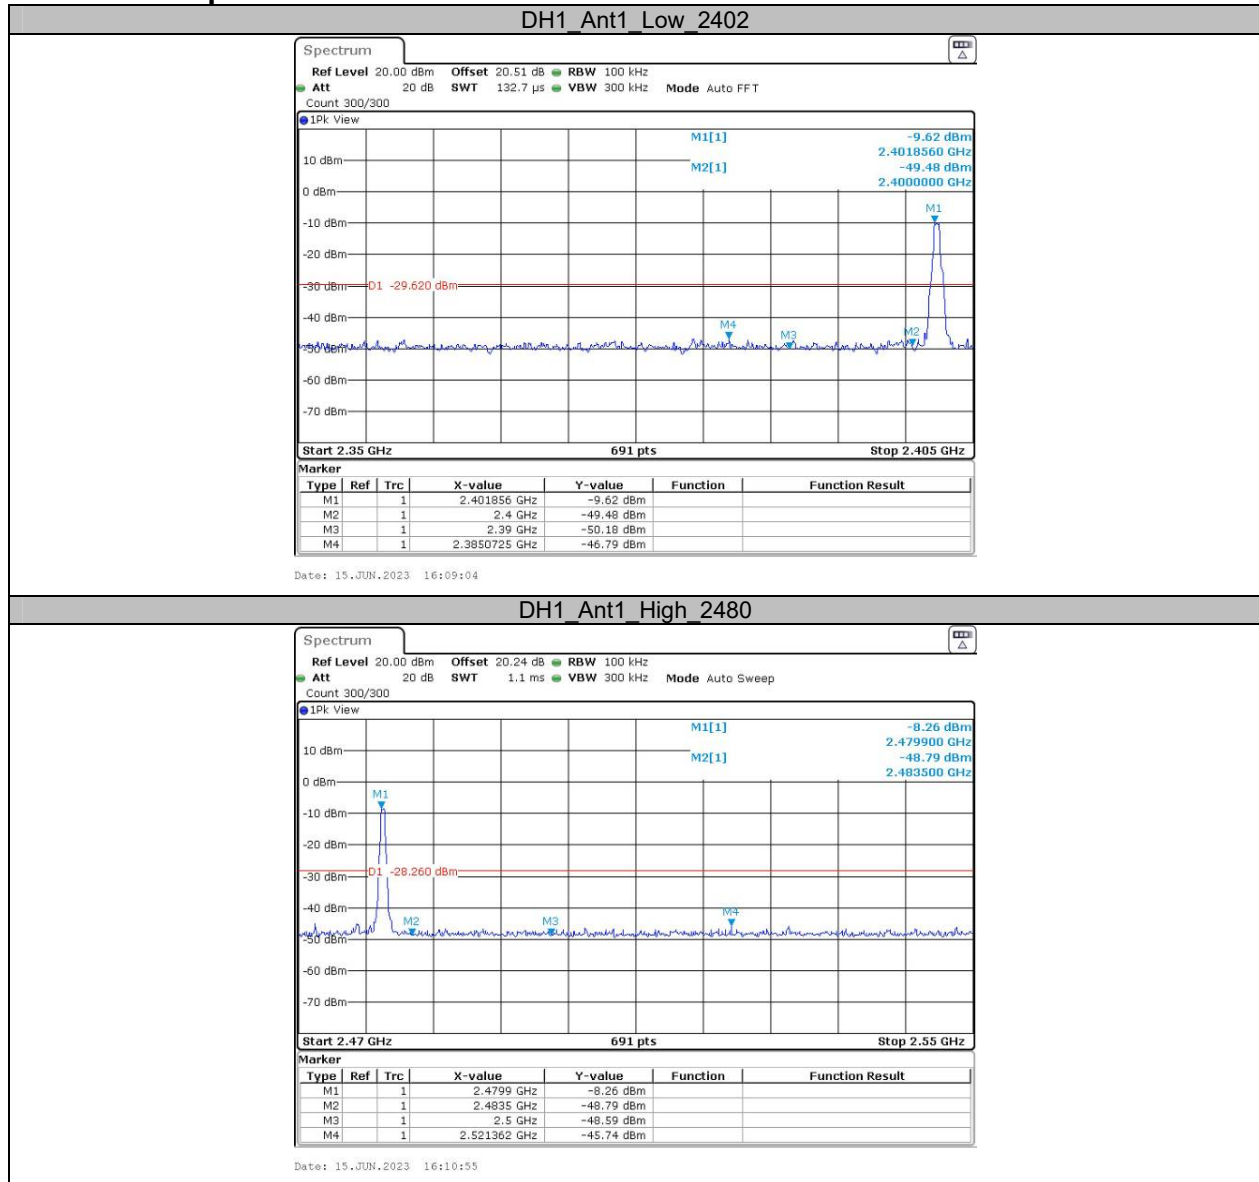 DH1_Ant1_Low_2402
Spectrum
Ref Level 20.00 dBm Offset 20.51 dB RBW 100 kHz
Att 20 dB SWT 132.7 µs VBW 300 kHz Mode Auto FFT
Count 300/300
1Pk View
M1[1] -9.62 dBm
2.4018560 GHz
10 dBm
M2[1] -49.48 dBm
2.4000000 GHz
0 dBm
M1
-10 dBm
-20 dBm
-30 dBm D1 -29.620 dBm
-40 dBm
M4 M3 M2
-50 dBm
-60 dBm
-70 dBm
Start 2.35 GHz 691 pts Stop 2.405 GHz
Marker
Type Ref Trc X-value Y-value Function Function Result
M1 1 2.401856 GHz -9.62 dBm
M2 1 2.4 GHz -49.48 dBm
M3 1 2.39 GHz -50.18 dBm
M4 1 2.3850725 GHz -46.79 dBm
Date: 15.JUN.2023 16:09:04
DH1_Ant1_High_2480
Spectrum
Ref Level 20.00 dBm Offset 20.24 dB RBW 100 kHz
Att 20 dB SWT 1.1 ms VBW 300 kHz Mode Auto Sweep
Count 300/300
1Pk View
M1[1] -8.26 dBm
2.479900 GHz
10 dBm
M2[1] -48.79 dBm
2.483500 GHz
0 dBm
M1
-10 dBm
-20 dBm
-30 dBm D1 -28.260 dBm
-40 dBm
M2 M3 M4
-50 dBm
-60 dBm
-70 dBm
Start 2.47 GHz 691 pts Stop 2.55 GHz
Marker
Type Ref Trc X-value Y-value Function Function Result
M1 1 2.4799 GHz -8.26 dBm
M2 1 2.4835 GHz -48.79 dBm
M3 1 2.5 GHz -48.59 dBm
M4 1 2.521362 GHz -45.74 dBm
Date: 15.JUN.2023 16:10:55